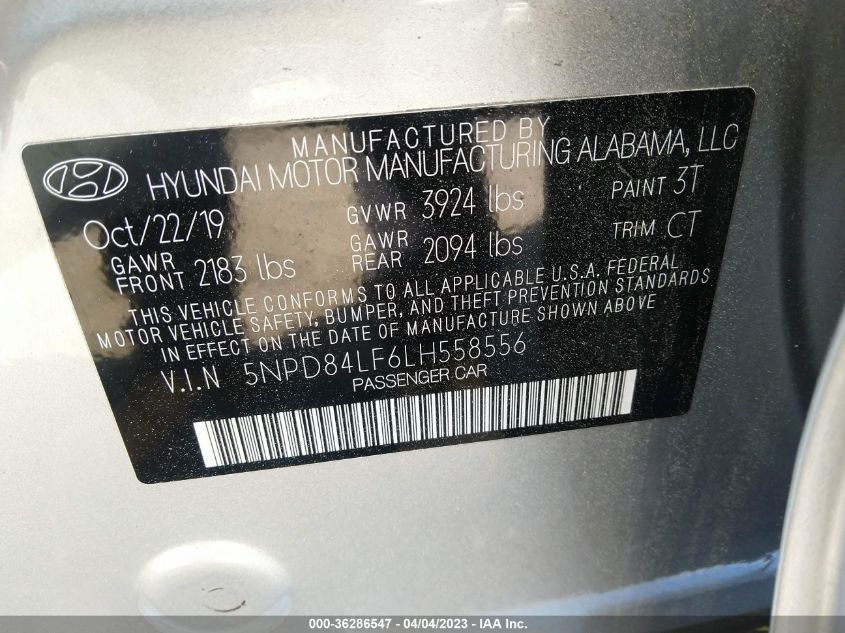 MANUFACTURED BY
HYUNDAI MOTOR MANUFACTURING ALABAMA, LLC
Oct/22/19 GVWR 3924 lbs PAINT 3T
GAWR FRONT 2183 lbs GAWR REAR 2094 lbs TRIM CT
THIS VEHICLE CONFORMS TO ALL APPLICABLE U.S.A. FEDERAL
MOTOR VEHICLE SAFETY, BUMPER, AND THEFT PREVENTION STANDARDS
IN EFFECT ON THE DATE OF MANUFACTURE SHOWN ABOVE
V.I.N 5NPD84LF6LH558556
PASSENGER CAR
000-36286547 - 04/04/2023 - IAA Inc.